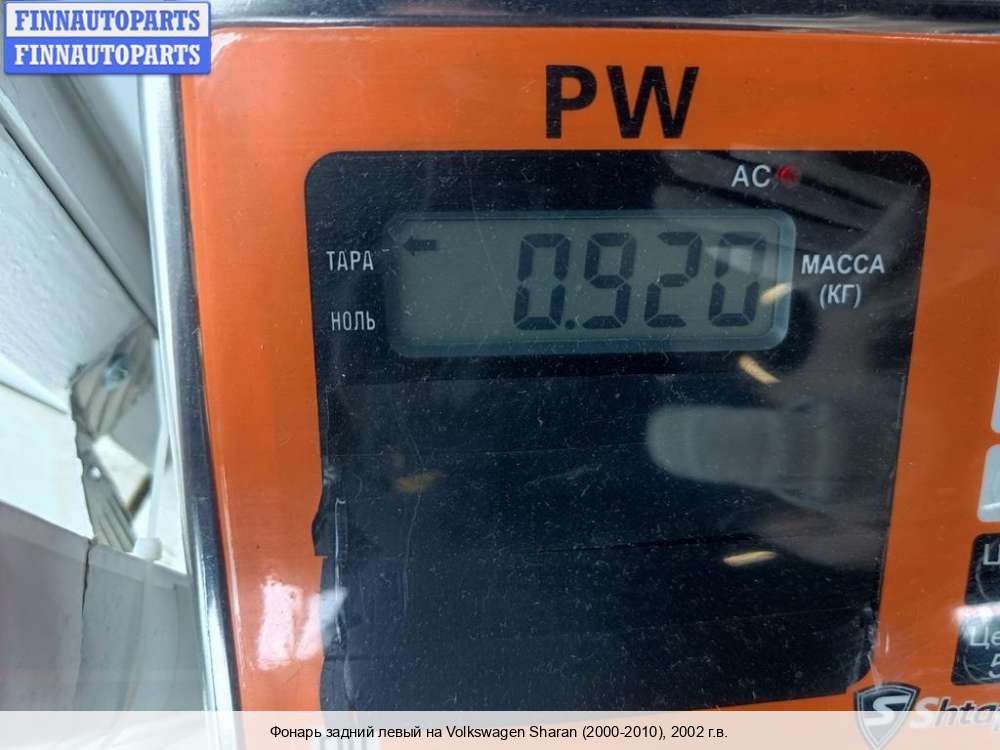 FINNAUTOPARTS
FINNAUTOPARTS
PW
AC
ТАРА
0.920
МАССА
(КГ)
НОЛЬ
Фонарь задний левый на Volkswagen Sharan (2000-2010), 2002 г.в.